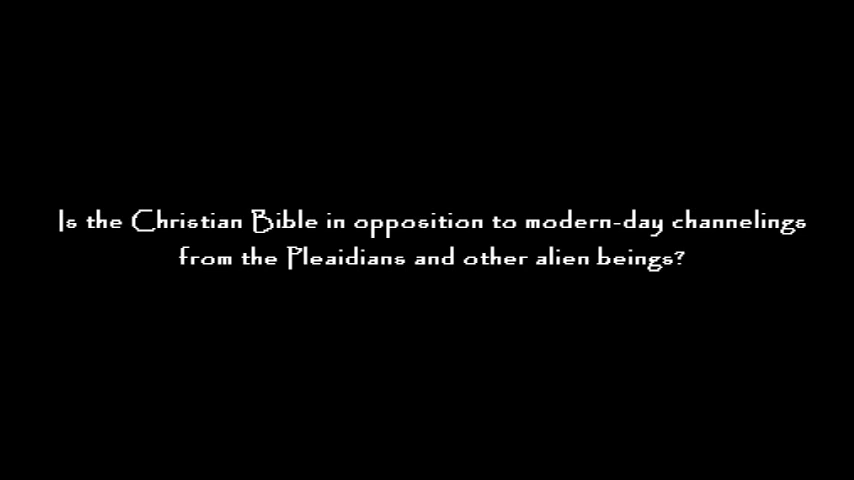 Is the Christian Bible in opposition to modern-day channelings
from the Pleaidians and other alien beings?